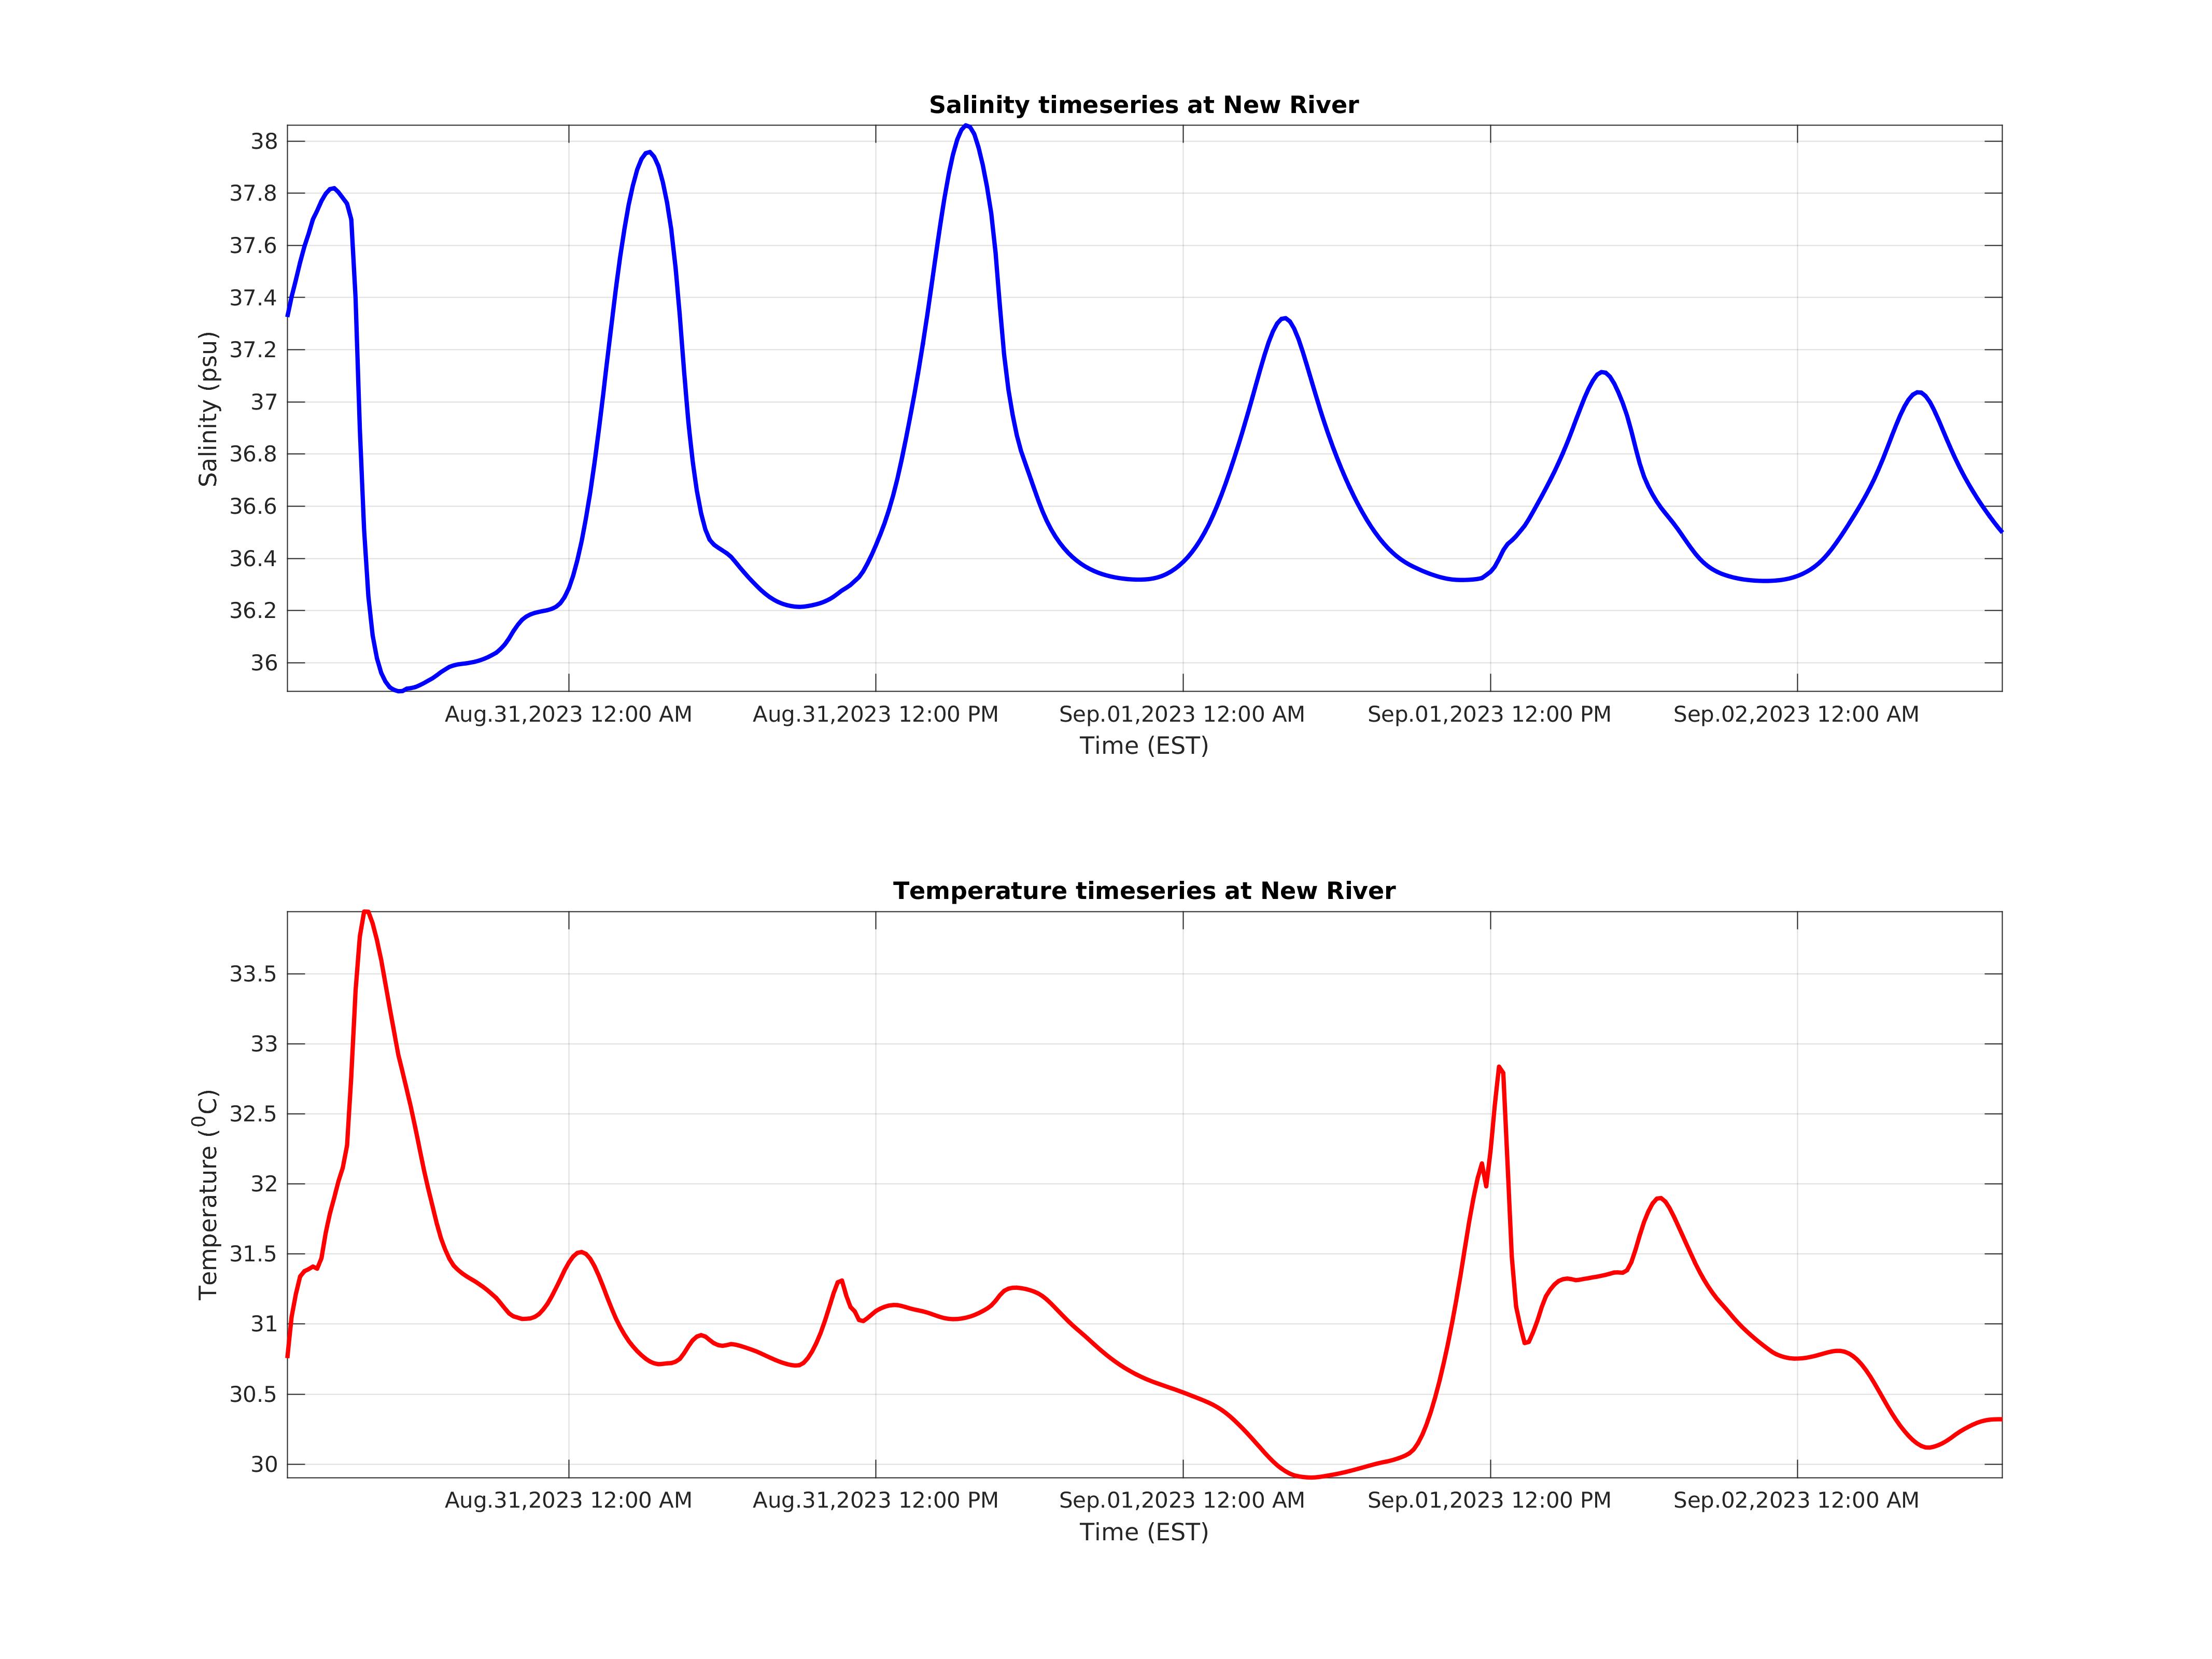 Salinity timeseries at New River
38
37.8
37.6
37.4
37.2
37
36.8
36.6
36.4
36.2
36
Salinity (psu)
Aug.31,2023 12:00 AM Aug.31,2023 12:00 PM Sep.01,2023 12:00 AM Sep.01,2023 12:00 PM Sep.02,2023 12:00 AM
Time (EST)
Temperature timeseries at New River
33.5
33
32.5
32
31.5
31
30.5
30
Temperature (⁰C)
Aug.31,2023 12:00 AM Aug.31,2023 12:00 PM Sep.01,2023 12:00 AM Sep.01,2023 12:00 PM Sep.02,2023 12:00 AM
Time (EST)